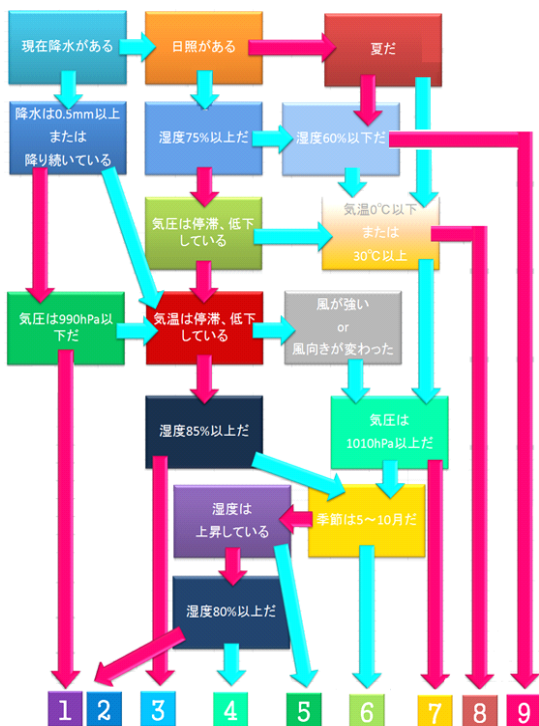 現在降水がある
日照がある
夏だ
降水は0.5mm以上
または
降り続いている
湿度75%以上だ
湿度60%以下だ
気圧は停滞、低下
している
気温0℃以下
または
30℃以上
気圧は990hPa以
下だ
気温は停滞、低下
している
風が強い
or
風向きが変わった
湿度85%以上だ
気圧は
1010hPa以上だ
湿度は
上昇している
季節は5～10月だ
湿度80%以上だ
1 2 3 4 5 6 7 8 9